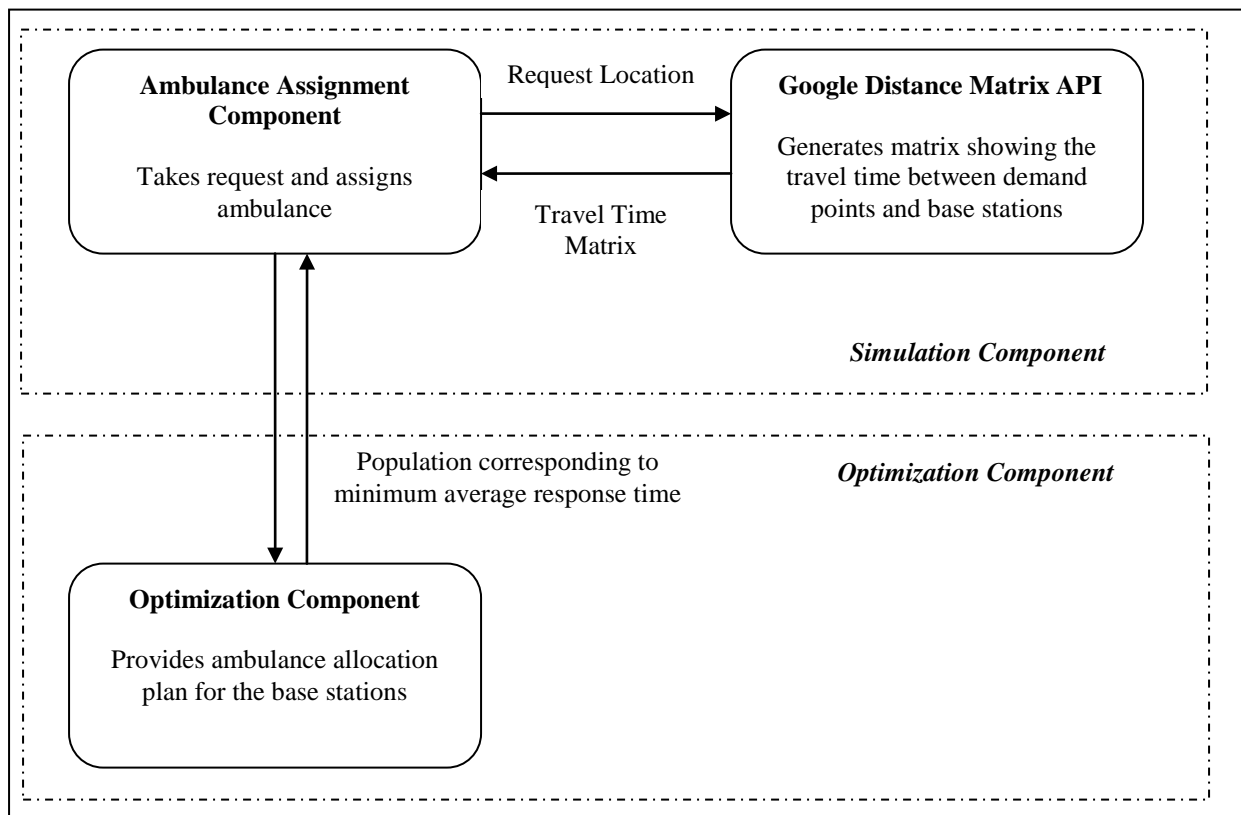 Ambulance Assignment
Component
Takes request and assigns
ambulance
Request Location
Travel Time
Matrix
Google Distance Matrix API
Generates matrix showing the
travel time between demand
points and base stations
Simulation Component
Population corresponding to
minimum average response time
Optimization Component
Optimization Component
Provides ambulance allocation
plan for the base stations